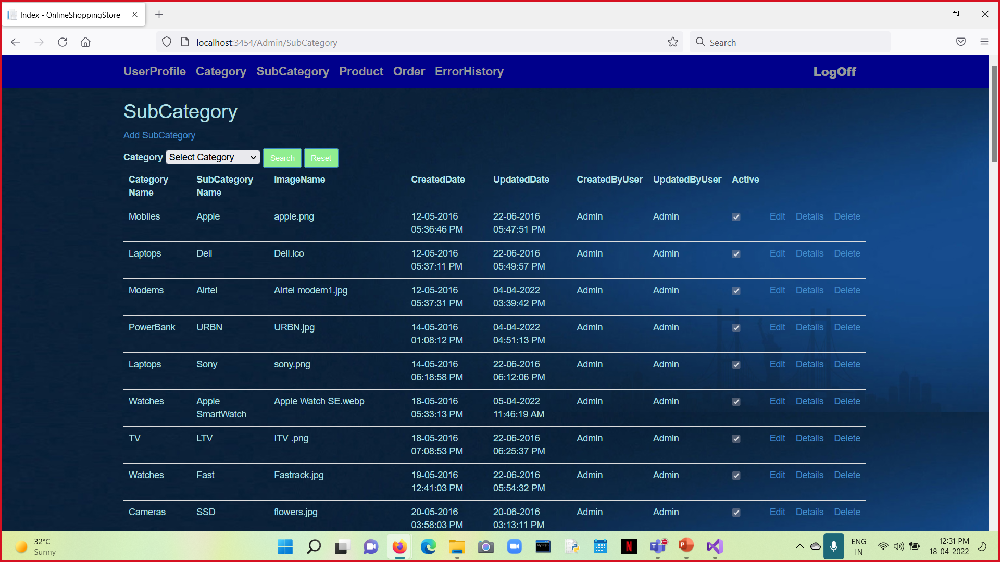 Index - OnlineShoppingStore
localhost:3454/Admin/SubCategory
Search
UserProfile Category SubCategory Product Order ErrorHistory LogOff
SubCategory
Add SubCategory
Category Select Category Search Reset
Category Name SubCategory Name ImageName CreatedDate UpdatedDate CreatedByUser UpdatedByUser Active
Mobiles Apple apple.png 12-05-2016 05:36:46 PM 22-06-2016 05:47:51 PM Admin Admin Edit Details Delete
Laptops Dell Dell.ico 12-05-2016 05:37:11 PM 22-06-2016 05:49:57 PM Admin Admin Edit Details Delete
Modems Airtel Airtel modem1.jpg 12-05-2016 05:37:31 PM 04-04-2022 03:39:42 PM Admin Admin Edit Details Delete
PowerBank URBN URBN.jpg 14-05-2016 01:08:12 PM 04-04-2022 04:51:13 PM Admin Admin Edit Details Delete
Laptops Sony sony.png 14-05-2016 06:18:58 PM 22-06-2016 06:12:06 PM Admin Admin Edit Details Delete
Watches Apple SmartWatch Apple Watch SE.webp 18-05-2016 05:33:13 PM 05-04-2022 11:46:19 AM Admin Admin Edit Details Delete
TV LTV lTV .png 18-05-2016 07:08:53 PM 22-06-2016 06:25:37 PM Admin Admin Edit Details Delete
Watches Fast Fastrack.jpg 19-05-2016 12:41:03 PM 22-06-2016 05:54:32 PM Admin Admin Edit Details Delete
Cameras SSD flowers.jpg 20-05-2016 03:58:03 PM 20-06-2016 03:13:11 PM Admin Admin Edit Details Delete
32°C
Sunny
ENG
IN
12:31 PM
18-04-2022